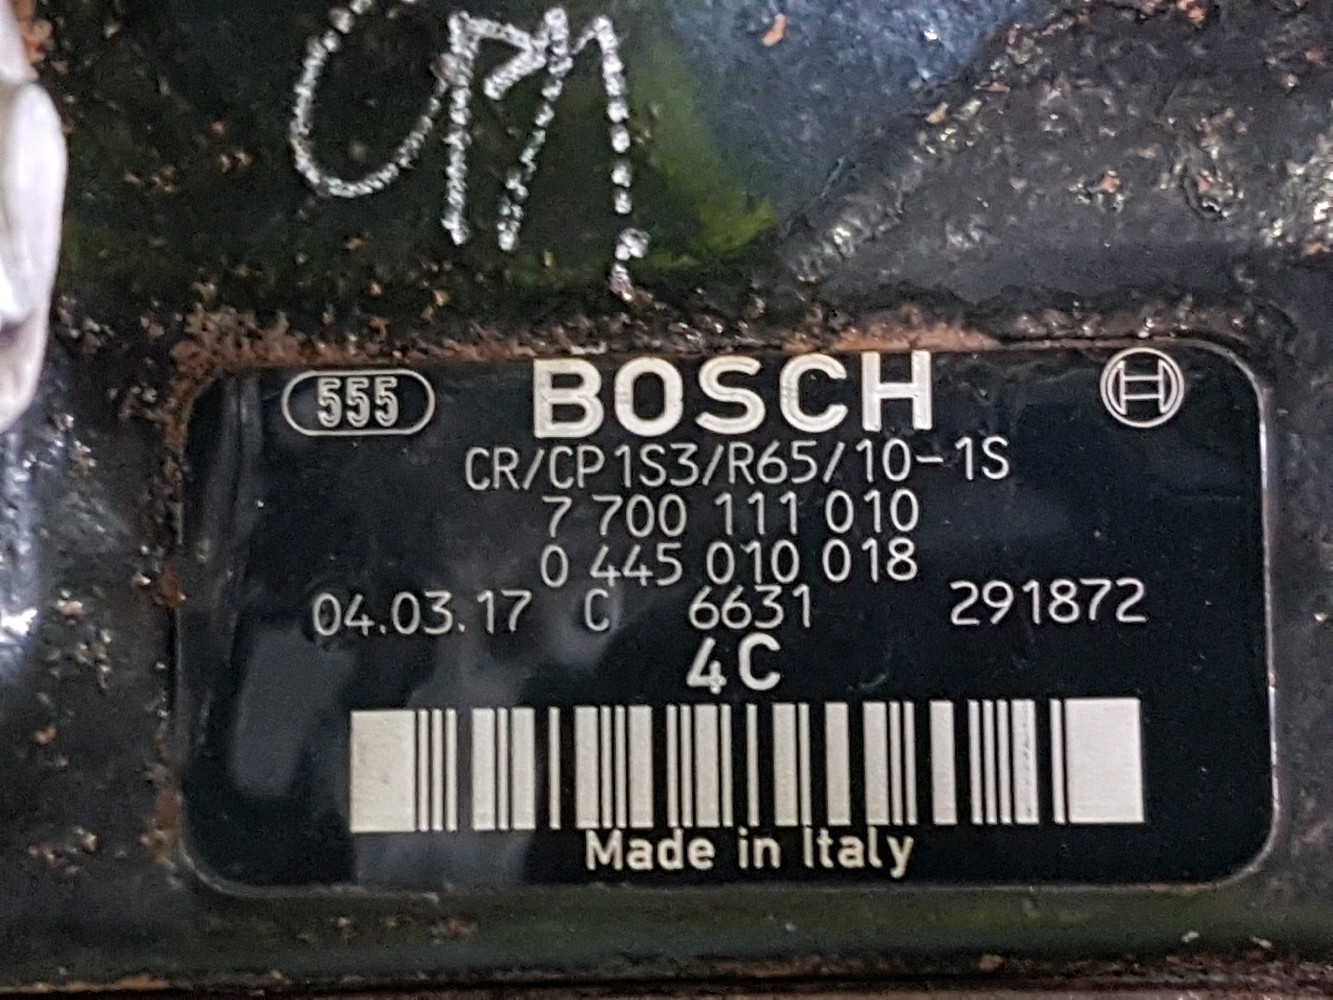 CP1
555 BOSCH
CR/CP1S3/R65/10-1S
7 700 111 010
0 445 010 018
04.03.17 C 6631 291872
4C
Made in Italy